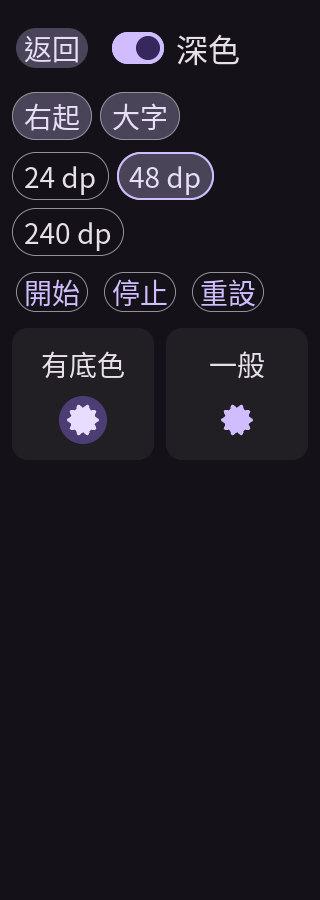 返回 深色
右起 大字
24 dp 48 dp
240 dp
開始 停止 重設
有底色 一般